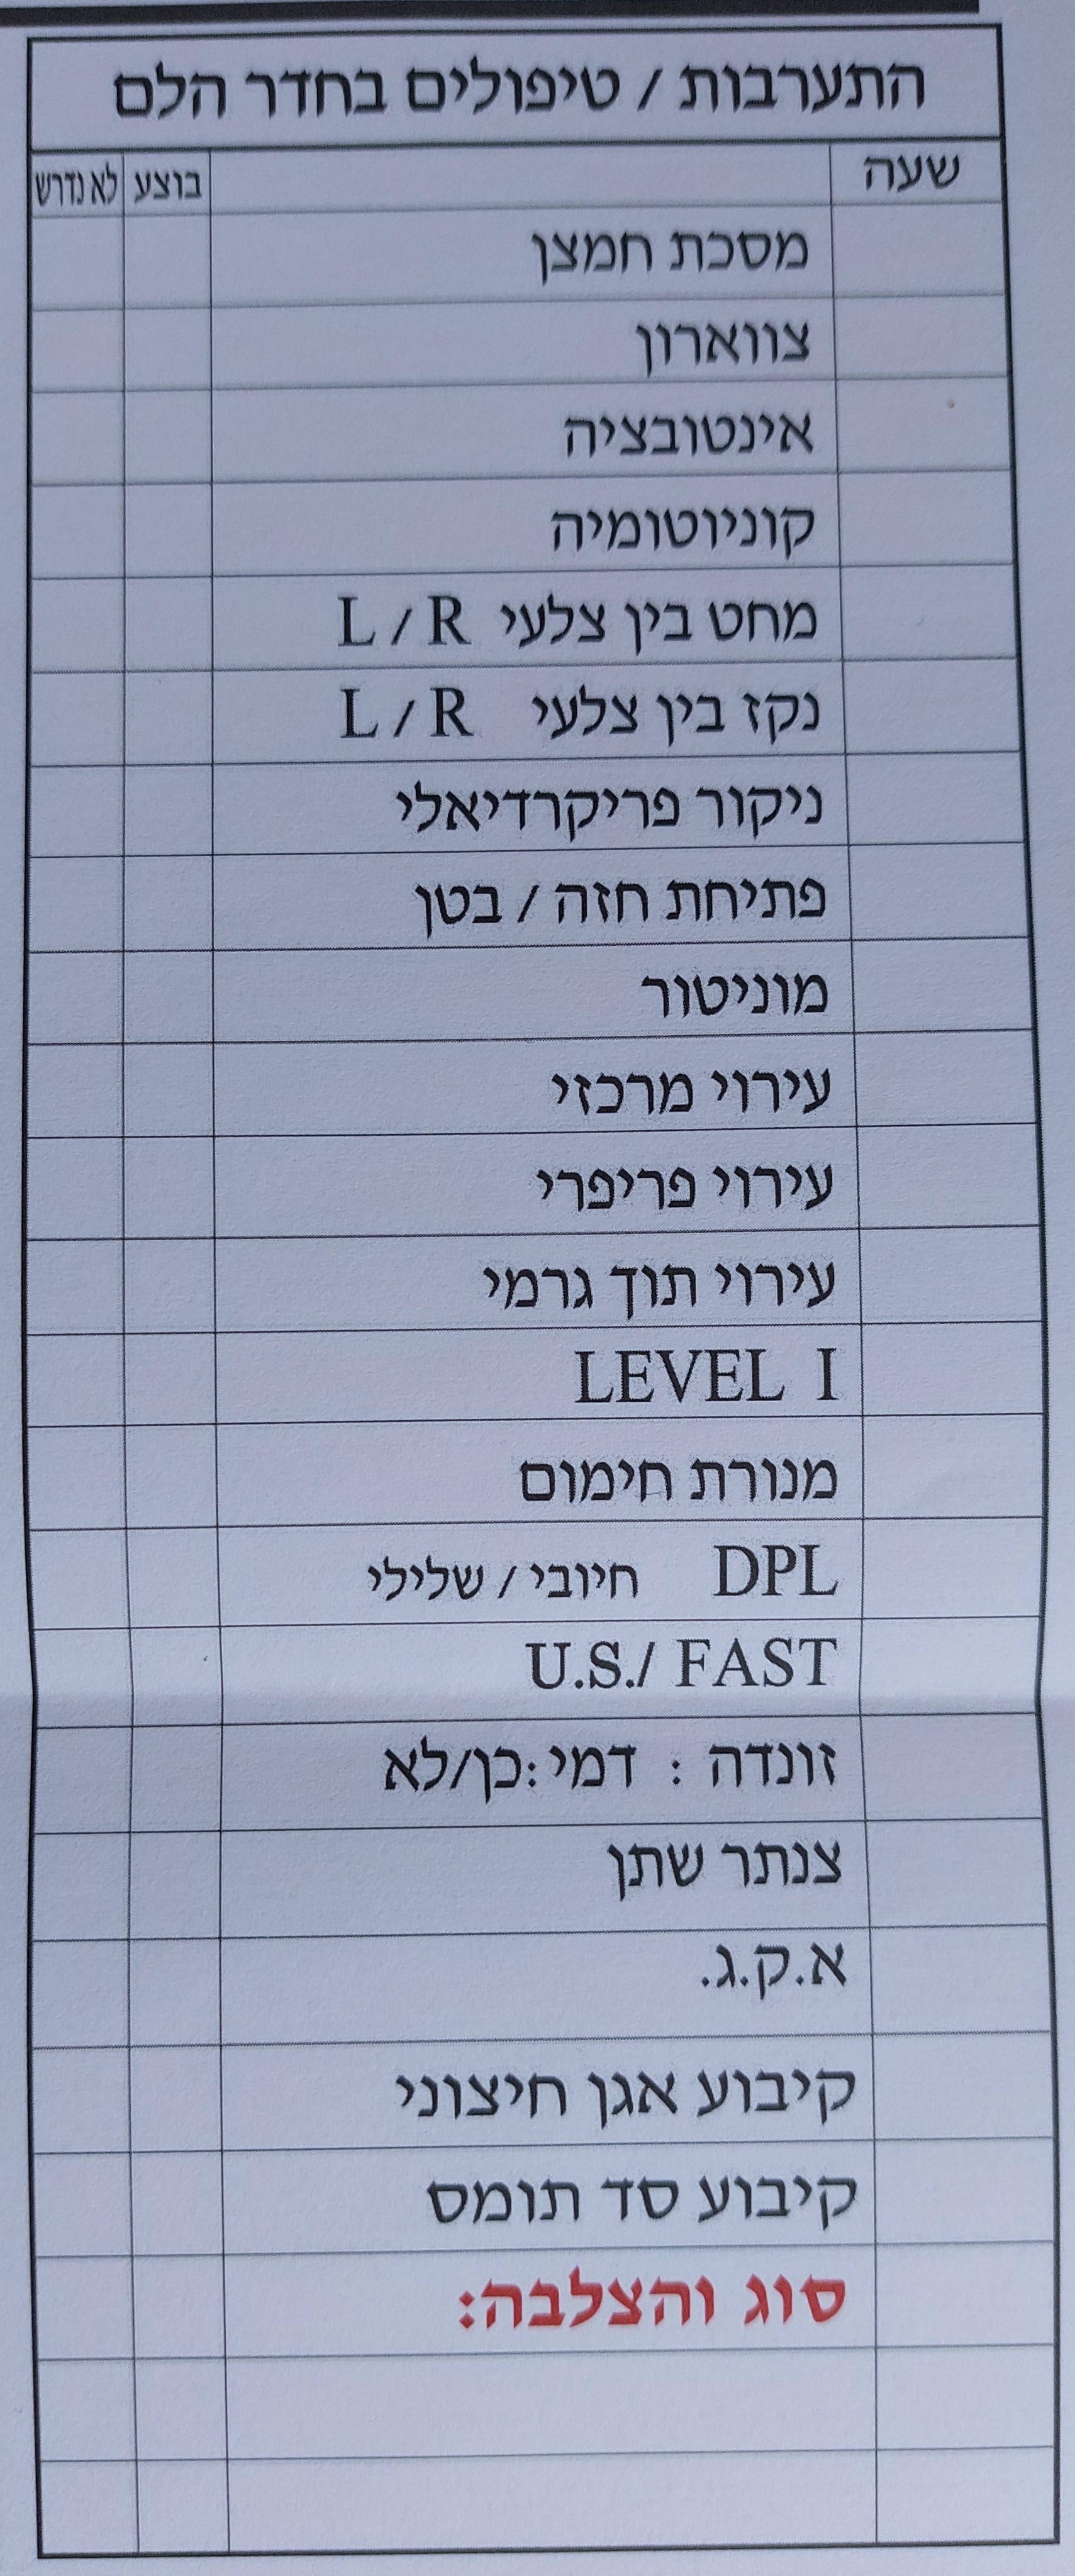 התערבות / טיפולים בחדר הלם
שעה בוצע לא נדרש
מסכת חמצן
צווארון
אינטובציה
קוניוטומיה
מחט בין צלעי L / R
נקז בין צלעי L / R
ניקור פריקרדיאלי
פתיחת חזה / בטן
מוניטור
עירוי מרכזי
עירוי פריפרי
עירוי תוך גרמי
LEVEL I
מנורת חימום
DPL חיובי / שלילי
U.S./ FAST
זונדה : דמי :כן/לא
צנתר שתן
א.ק.ג.
קיבוע אגן חיצוני
קיבוע סד תומס
סוג והצלבה: